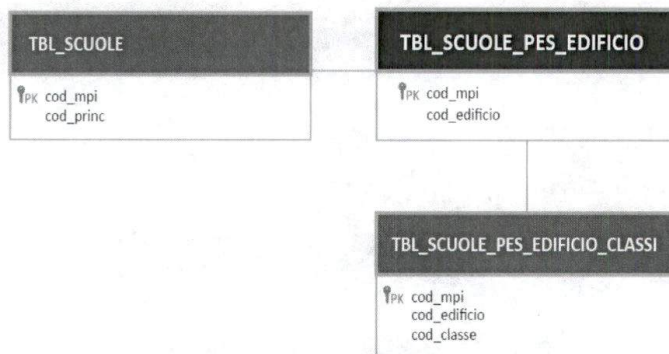 TBL_SCUOLE
PK cod_mpi
cod_princ
TBL_SCUOLE_PES_EDIFICIO
PK cod_mpi
cod_edificio
TBL_SCUOLE_PES_EDIFICIO_CLASSI
PK cod_mpi
cod_edificio
cod_classe